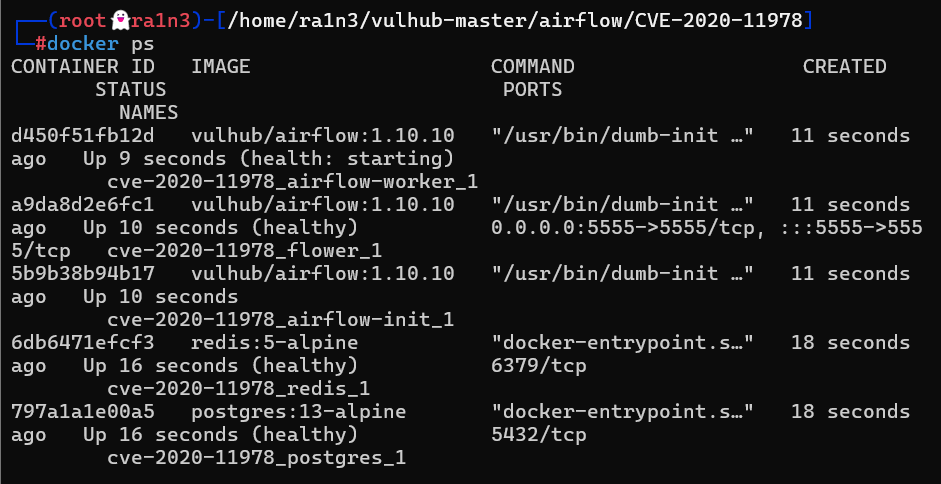 ┌──(root👻ra1n3)-[/home/ra1n3/vulhub-master/airflow/CVE-2020-11978]
└─#docker ps
CONTAINER ID   IMAGE                    COMMAND                   CREATED
       STATUS                            PORTS
         NAMES
d450f51fb12d   vulhub/airflow:1.10.10   "/usr/bin/dumb-init …"   11 seconds
ago   Up 9 seconds (health: starting)
        cve-2020-11978_airflow-worker_1
a9da8d2e6fc1   vulhub/airflow:1.10.10   "/usr/bin/dumb-init …"   11 seconds
ago   Up 10 seconds (healthy)           0.0.0.0:5555->5555/tcp, :::5555->555
5/tcp   cve-2020-11978_flower_1
5b9b38b94b17   vulhub/airflow:1.10.10   "/usr/bin/dumb-init …"   11 seconds
ago   Up 10 seconds
        cve-2020-11978_airflow-init_1
6db6471efcf3   redis:5-alpine           "docker-entrypoint.s…"   18 seconds
ago   Up 16 seconds (healthy)           6379/tcp
        cve-2020-11978_redis_1
797a1a1e00a5   postgres:13-alpine       "docker-entrypoint.s…"   18 seconds
ago   Up 16 seconds (healthy)           5432/tcp
        cve-2020-11978_postgres_1